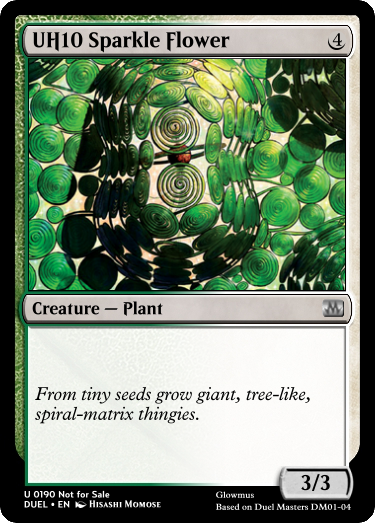 UH10 Sparkle Flower 4
Creature — Plant
From tiny seeds grow giant, tree-like,
spiral-matrix thingies.
3/3
U 0190 Not for Sale
DUEL • EN Hisashi Momose
Glowmus
Based on Duel Masters DM01-04